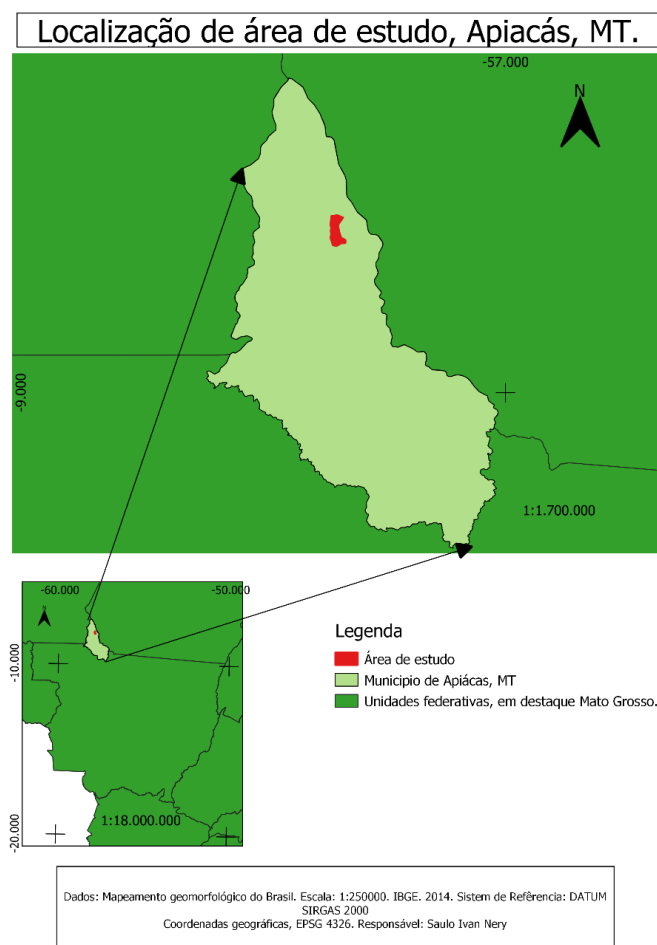 Localização de área de estudo, Apiacás, MT.
-57.000
N
-9.000
1:1.700.000
-60.000
-50.000
-10.000
-20.000
1:18.000.000
Legenda
Área de estudo
Municipio de Apiácas, MT
Unidades federativas, em destaque Mato Grosso.
Dados: Mapeamento geomorfológico do Brasil. Escala: 1:250000. IBGE. 2014. Sistem de Refêrencia: DATUM
SIRGAS 2000
Coordenadas geográficas, EPSG 4326. Responsável: Saulo Ivan Nery